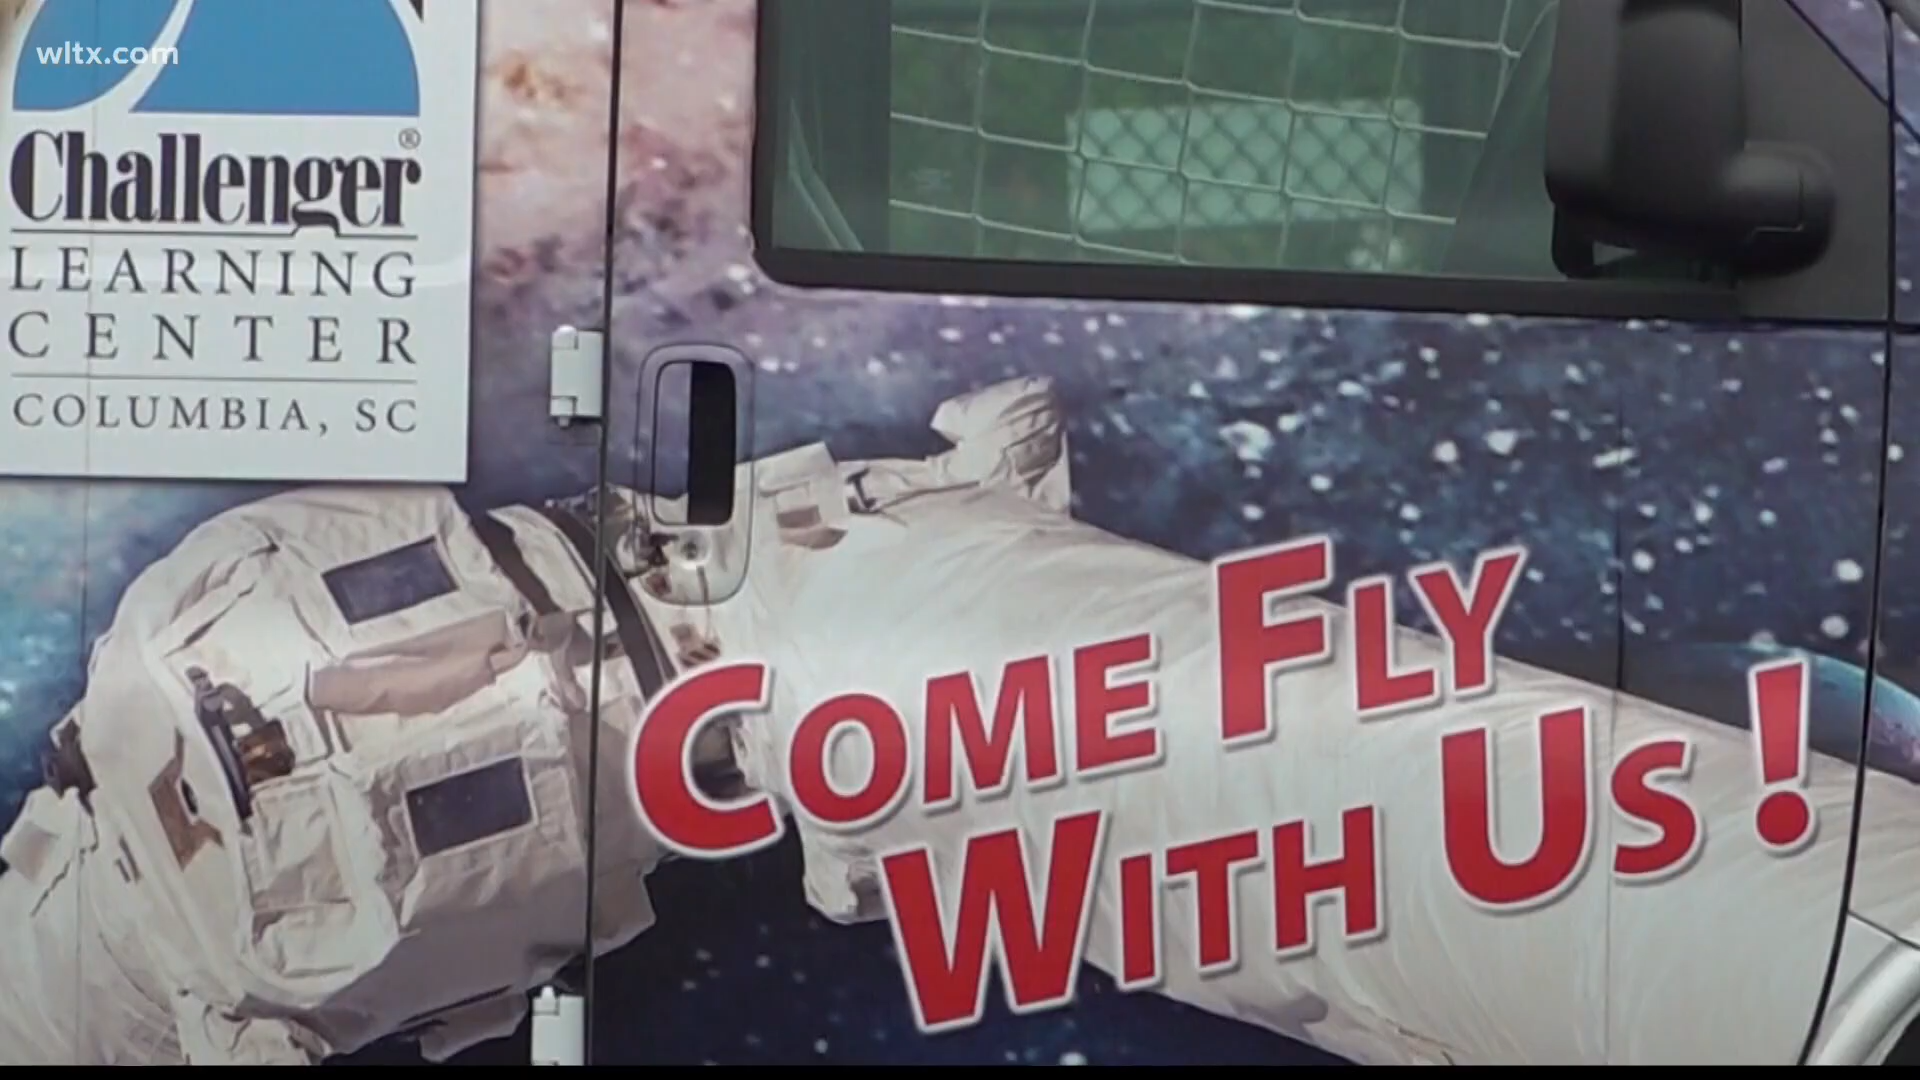 wltx.com
Challenger®
LEARNING
CENTER
COLUMBIA, SC
COME FLY
WITH US!